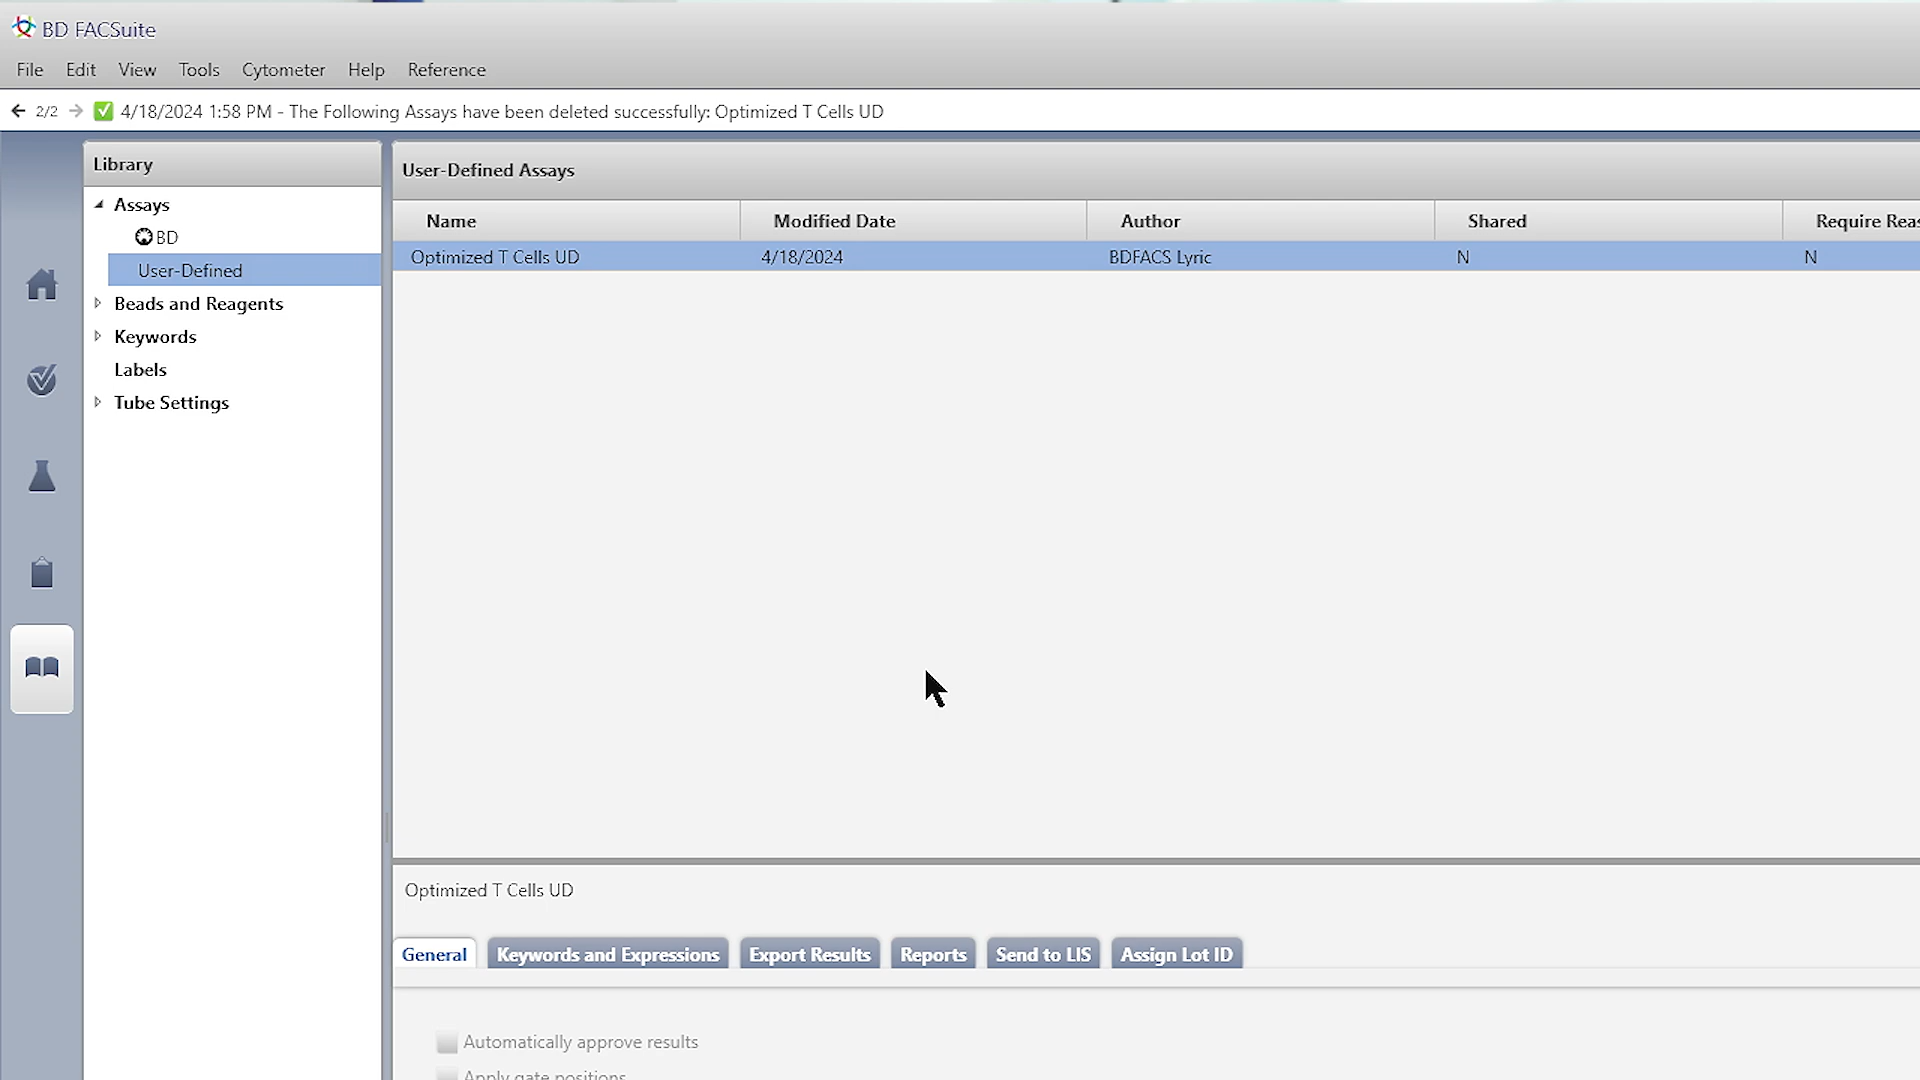 BD FACSuite
File Edit View Tools Cytometer Help Reference
2/2 4/18/2024 1:58 PM - The Following Assays have been deleted successfully: Optimized T Cells UD
Library
Assays
BD
User-Defined
Beads and Reagents
Keywords
Labels
Tube Settings
User-Defined Assays
Name Modified Date Author Shared Require Reas
Optimized T Cells UD 4/18/2024 BDFACS Lyric N N
Optimized T Cells UD
General Keywords and Expressions Export Results Reports Send to LIS Assign Lot ID
Automatically approve results
Apply gate positions